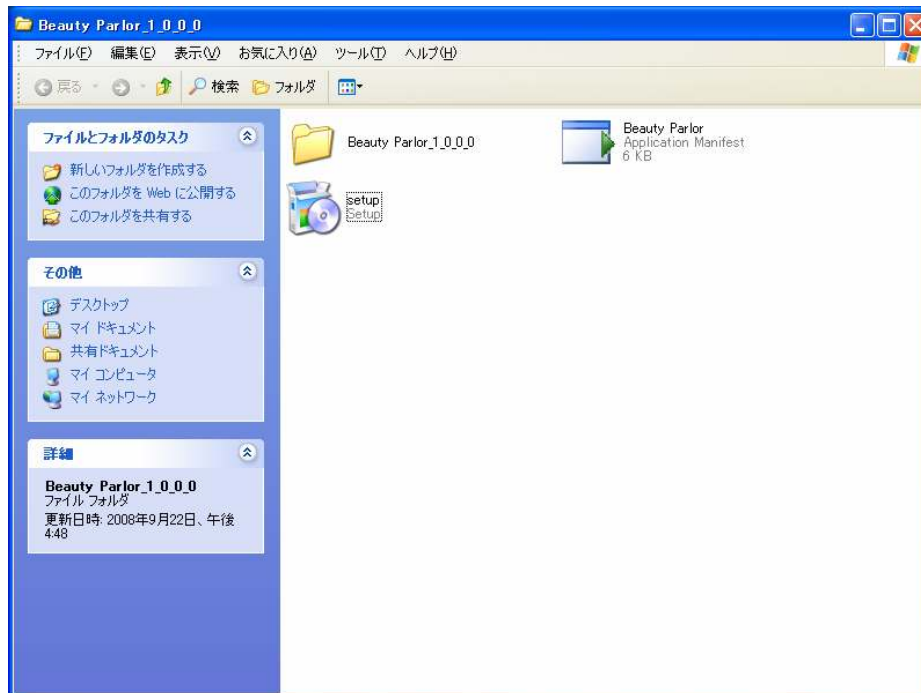 Beauty Parlor_1_0_0_0
ファイル(F) 編集(E) 表示(V) お気に入り(A) ツール(T) ヘルプ(H)
戻る 検索 フォルダ
ファイルとフォルダのタスク
新しいフォルダを作成する
このフォルダを Web に公開する
このフォルダを共有する
その他
デスクトップ
マイ ドキュメント
共有ドキュメント
マイ コンピュータ
マイ ネットワーク
詳細
Beauty Parlor_1_0_0_0
ファイル フォルダ
更新日時: 2008年9月22日、午後
4:48
Beauty Parlor_1_0_0_0
Beauty Parlor
Application Manifest
6 KB
setup
Setup